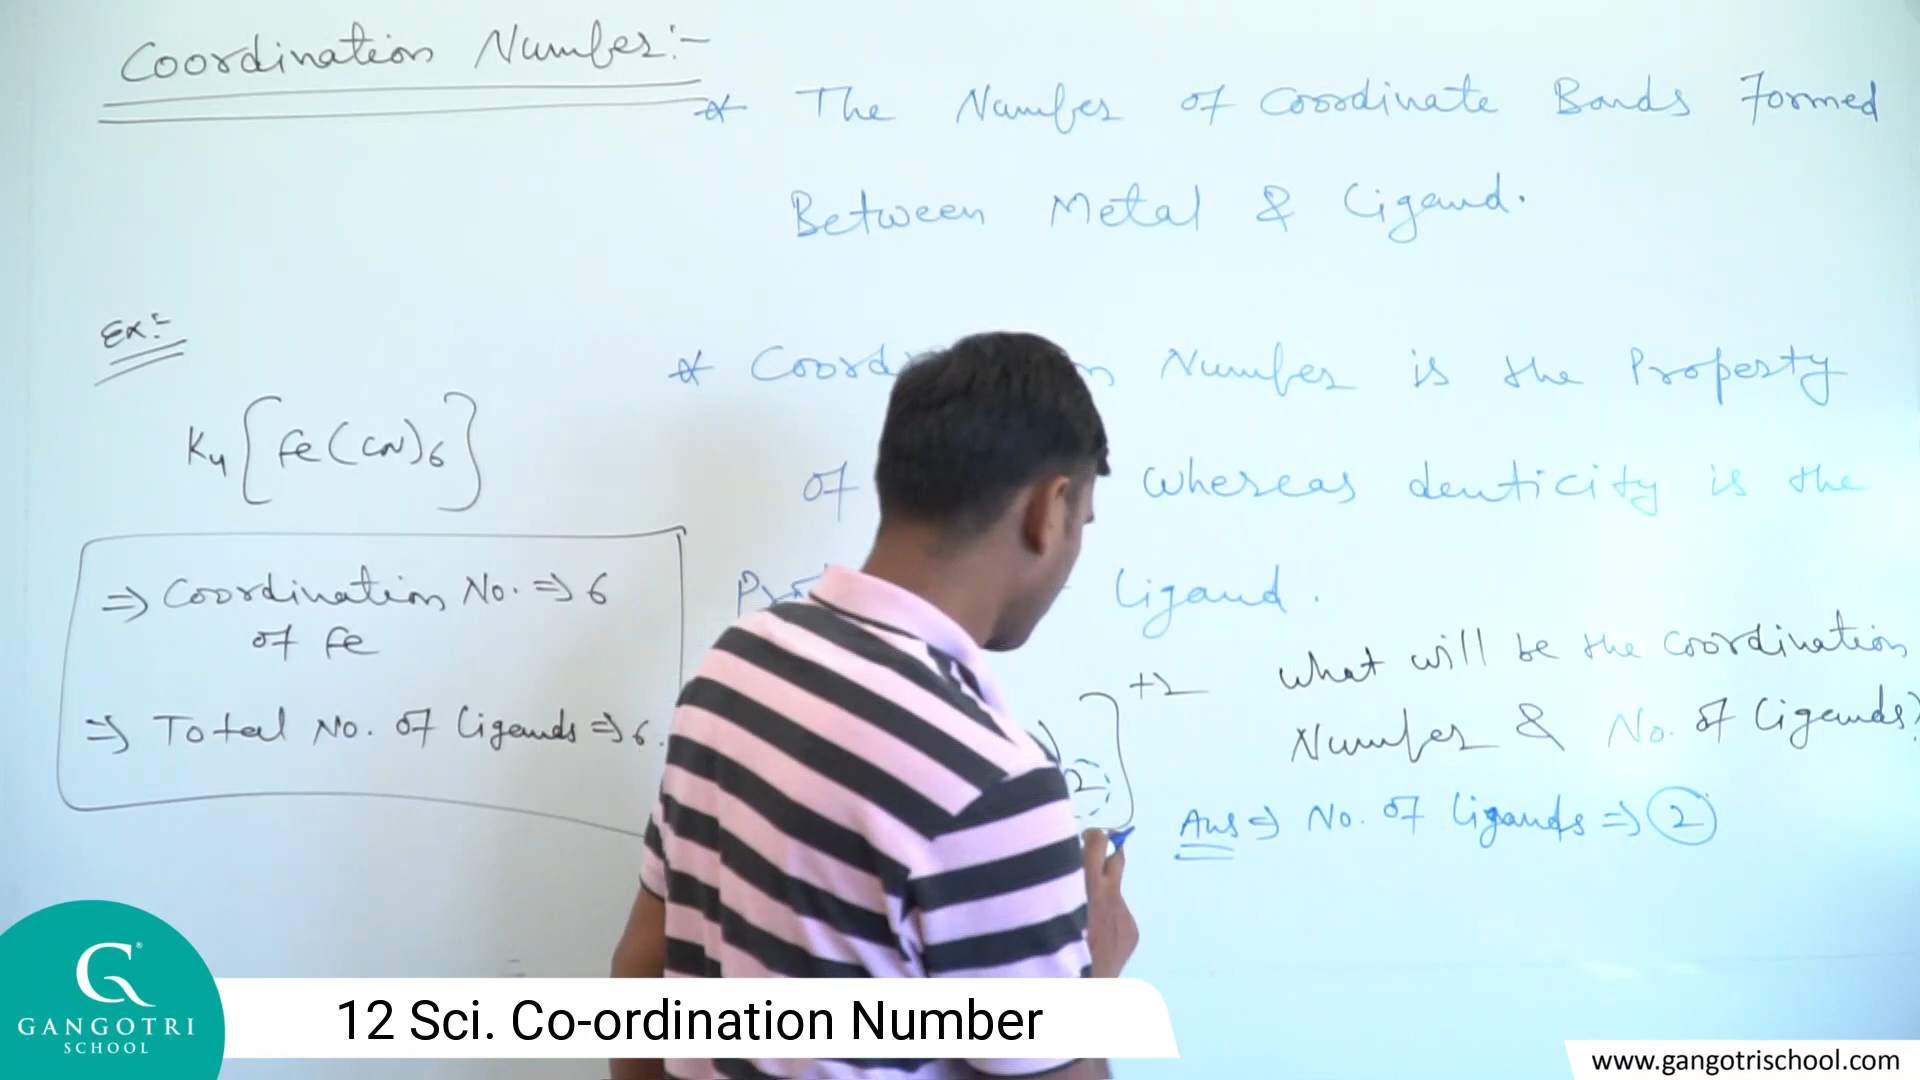 Coordination Number:-
* The Number of Coordinate Bonds Formed
Between Metal & Ligand.
Ex:-
K4[Fe(CN)6]
⇒ Coordination No. ⇒ 6
of Fe
⇒ Total No. of Ligands ⇒ 6.
* Number is the Property
of whereas denticity is the
Ligand.
]+2
2
What will be the Coordination
Number & No. of Ligands?
Ans ⇒ No. of Ligands ⇒ 2
GANGOTRI
SCHOOL
12 Sci. Co-ordination Number
www.gangotrischool.com